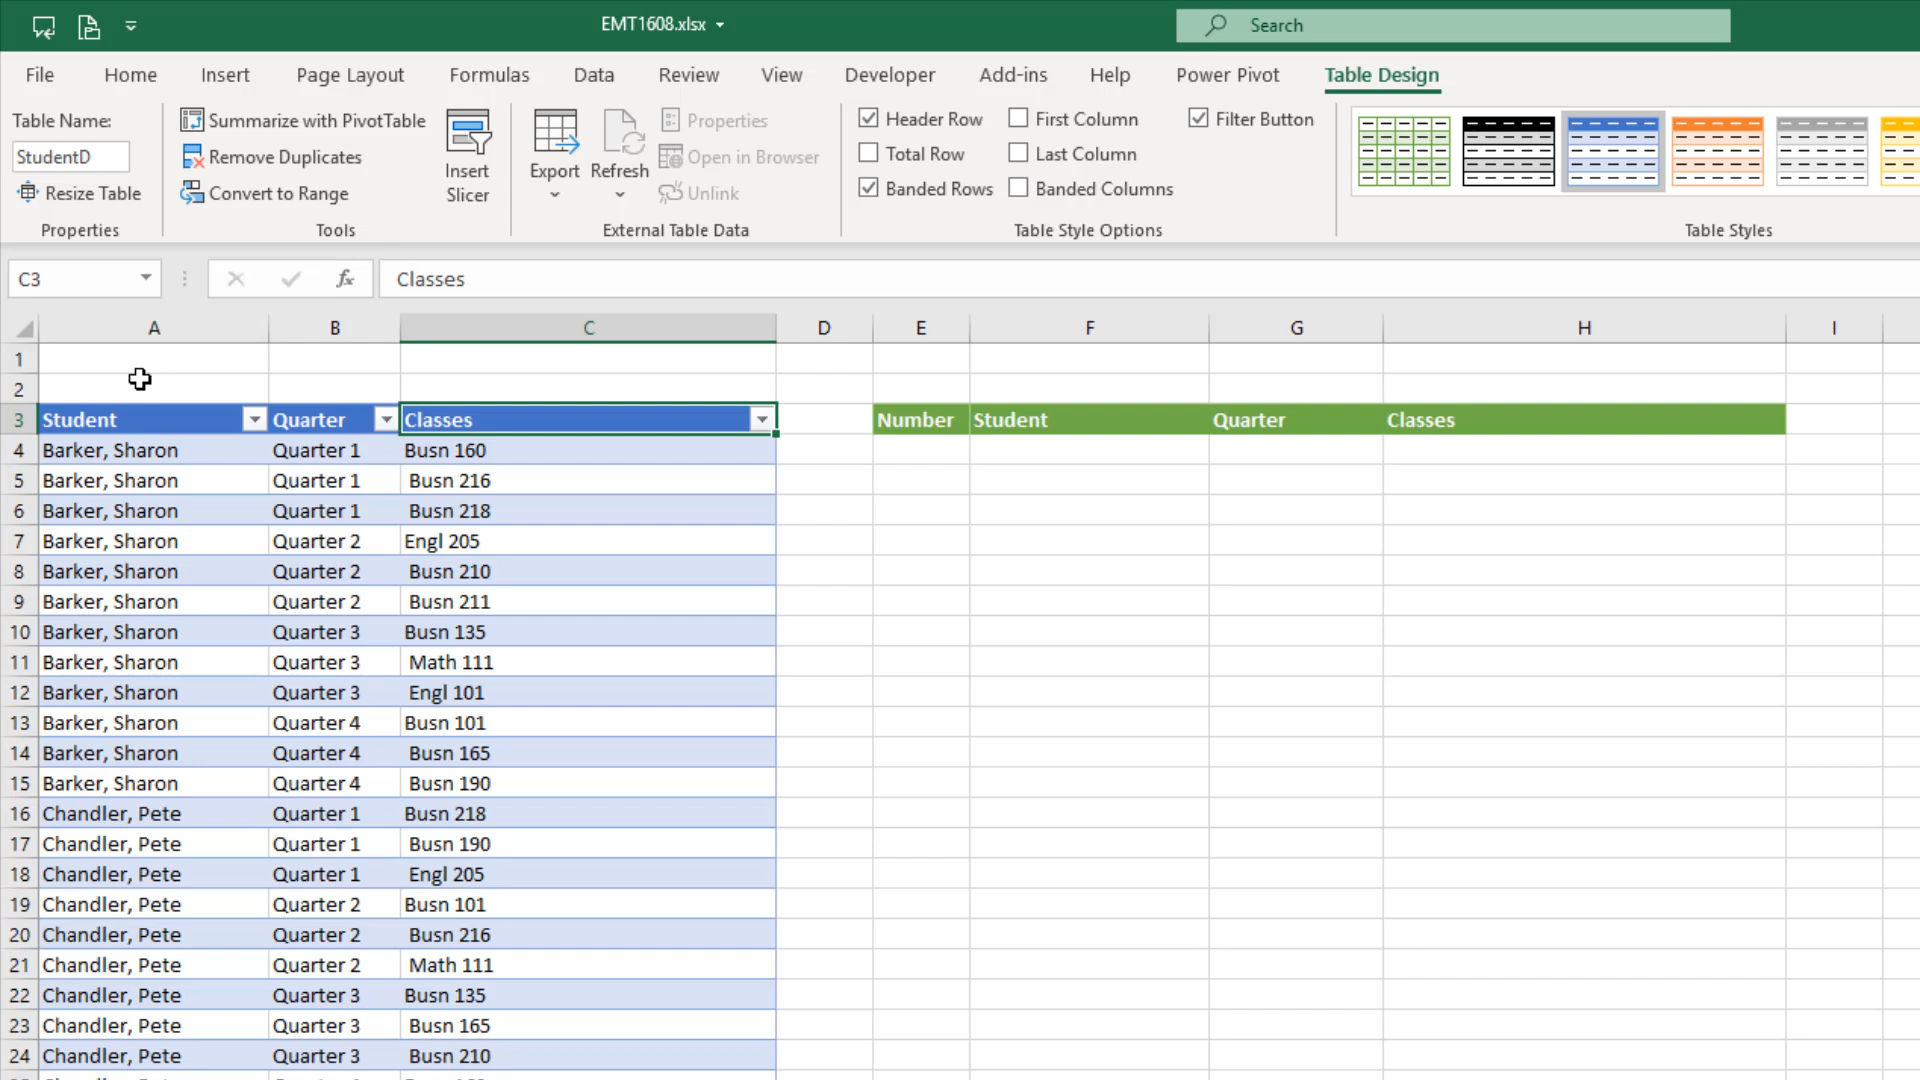 EMT1608.xlsx
Search
File Home Insert Page Layout Formulas Data Review View Developer Add-ins Help Power Pivot Table Design
Table Name:
StudentD
Resize Table
Properties
Summarize with PivotTable
Remove Duplicates
Convert to Range
Insert
Slicer
Tools
Export
Refresh
Properties
Open in Browser
Unlink
External Table Data
Header Row First Column Filter Button
Total Row Last Column
Banded Rows Banded Columns
Table Style Options
Table Styles
C3 fx Classes
A B C D E F G H I
1
2
3 Student Quarter Classes Number Student Quarter Classes
4 Barker, Sharon Quarter 1 Busn 160
5 Barker, Sharon Quarter 1 Busn 216
6 Barker, Sharon Quarter 1 Busn 218
7 Barker, Sharon Quarter 2 Engl 205
8 Barker, Sharon Quarter 2 Busn 210
9 Barker, Sharon Quarter 2 Busn 211
10 Barker, Sharon Quarter 3 Busn 135
11 Barker, Sharon Quarter 3 Math 111
12 Barker, Sharon Quarter 3 Engl 101
13 Barker, Sharon Quarter 4 Busn 101
14 Barker, Sharon Quarter 4 Busn 165
15 Barker, Sharon Quarter 4 Busn 190
16 Chandler, Pete Quarter 1 Busn 218
17 Chandler, Pete Quarter 1 Busn 190
18 Chandler, Pete Quarter 1 Engl 205
19 Chandler, Pete Quarter 2 Busn 101
20 Chandler, Pete Quarter 2 Busn 216
21 Chandler, Pete Quarter 2 Math 111
22 Chandler, Pete Quarter 3 Busn 135
23 Chandler, Pete Quarter 3 Busn 165
24 Chandler, Pete Quarter 3 Busn 210